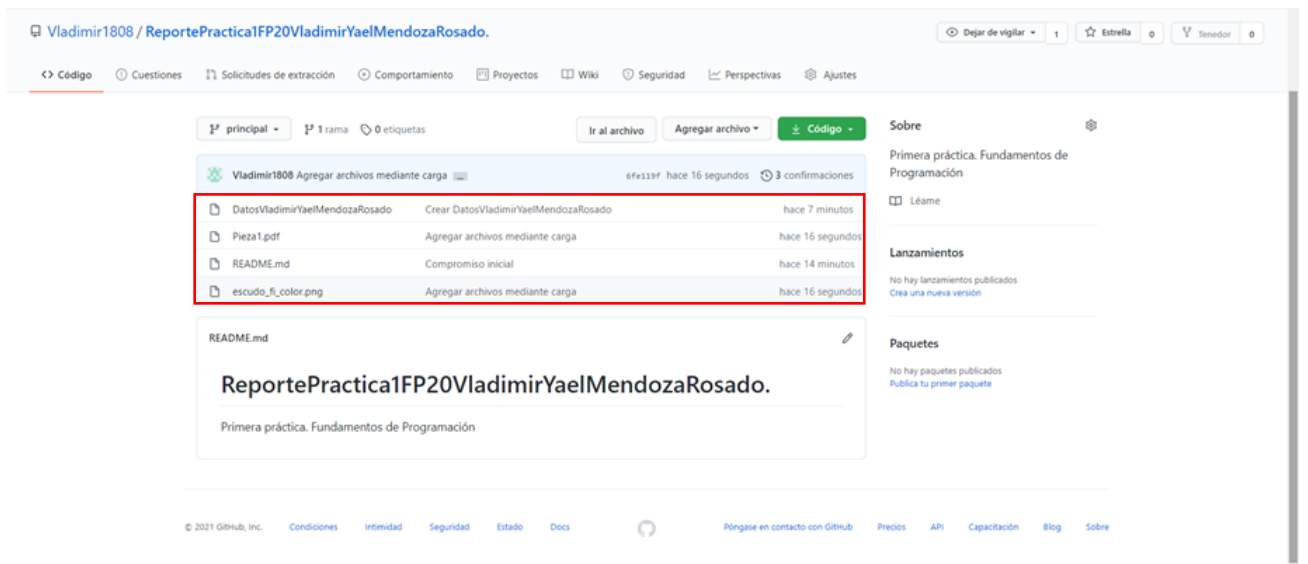 Vladimir1808 / ReportePractica1FP20VladimirYaelMendozaRosado.
Dejar de vigilar 1 Estrella 0 Tenedor 0
Código Cuestiones Solicitudes de extracción Comportamiento Proyectos Wiki Seguridad Perspectivas Ajustes
principal 1 rama 0 etiquetas Ir al archivo Agregar archivo Código
Vladimir1808 Agregar archivos mediante carga 6fe119f hace 16 segundos 3 confirmaciones
DatosVladimirYaelMendozaRosado Crear DatosVladimirYaelMendozaRosado hace 7 minutos
Pieza1.pdf Agregar archivos mediante carga hace 16 segundos
README.md Compromiso inicial hace 14 minutos
escudo_fi_color.png Agregar archivos mediante carga hace 16 segundos
README.md
ReportePractica1FP20VladimirYaelMendozaRosado.
Primera práctica. Fundamentos de Programación
Sobre
Primera práctica. Fundamentos de
Programación
Léame
Lanzamientos
No hay lanzamientos publicados
Crea una nueva versión
Paquetes
No hay paquetes publicados
Publica tu primer paquete
© 2021 GitHub, Inc. Condiciones Intimidad Seguridad Estado Docs Póngase en contacto con GitHub Precios API Capacitación Blog Sobre